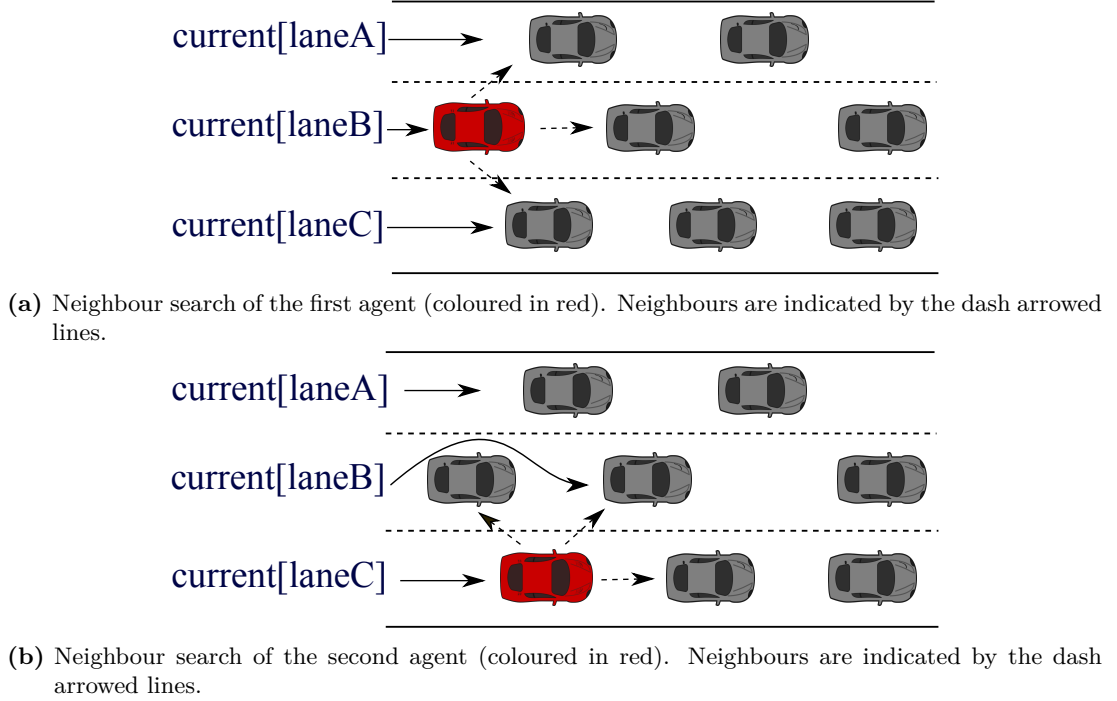 current[laneA]
current[laneB]
current[laneC]
(a) Neighbour search of the first agent (coloured in red). Neighbours are indicated by the dash arrowed
lines.
current[laneA]
current[laneB]
current[laneC]
(b) Neighbour search of the second agent (coloured in red). Neighbours are indicated by the dash
arrowed lines.